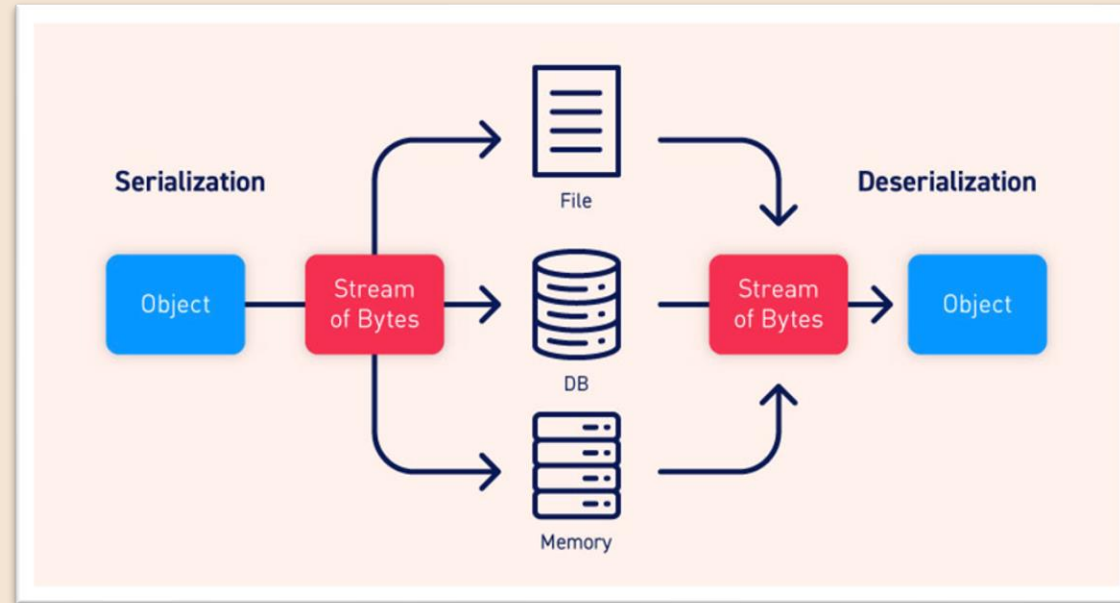 Serialization
Object
Stream
of Bytes
File
DB
Memory
Deserialization
Stream
of Bytes
Object